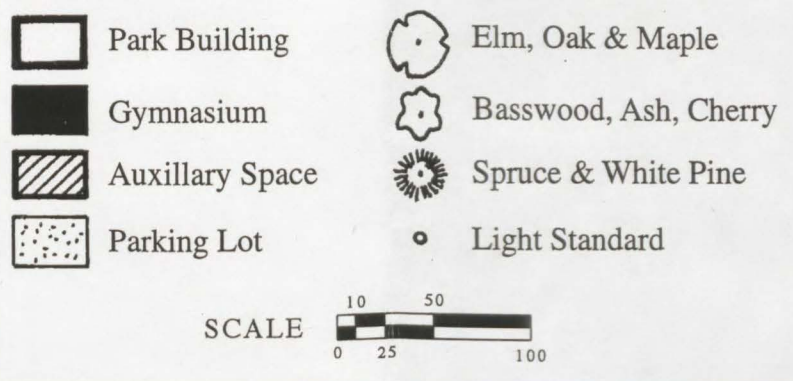 Park Building
Gymnasium
Auxillary Space
Parking Lot
Elm, Oak & Maple
Basswood, Ash, Cherry
Spruce & White Pine
Light Standard
10 50
SCALE
0 25 100